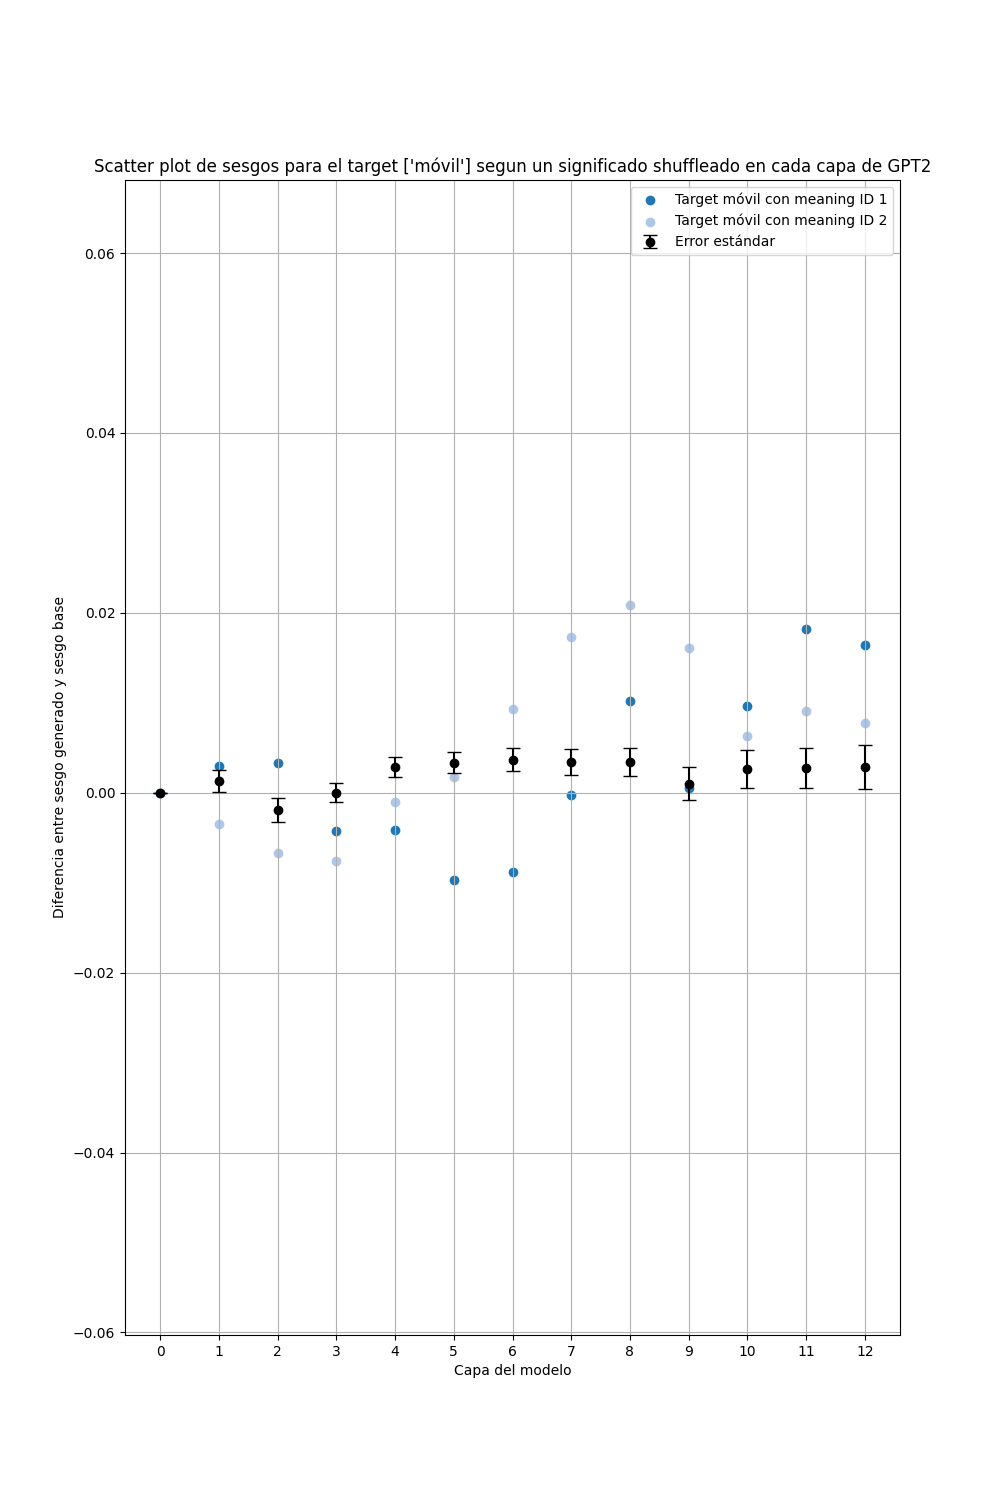 Scatter plot de sesgos para el target ['móvil'] segun un significado shuffleado en cada capa de GPT2
Target móvil con meaning ID 1
Target móvil con meaning ID 2
Error estándar
0.06
0.04
0.02
0.00
−0.02
−0.04
−0.06
Diferencia entre sesgo generado y sesgo base
0 1 2 3 4 5 6 7 8 9 10 11 12
Capa del modelo